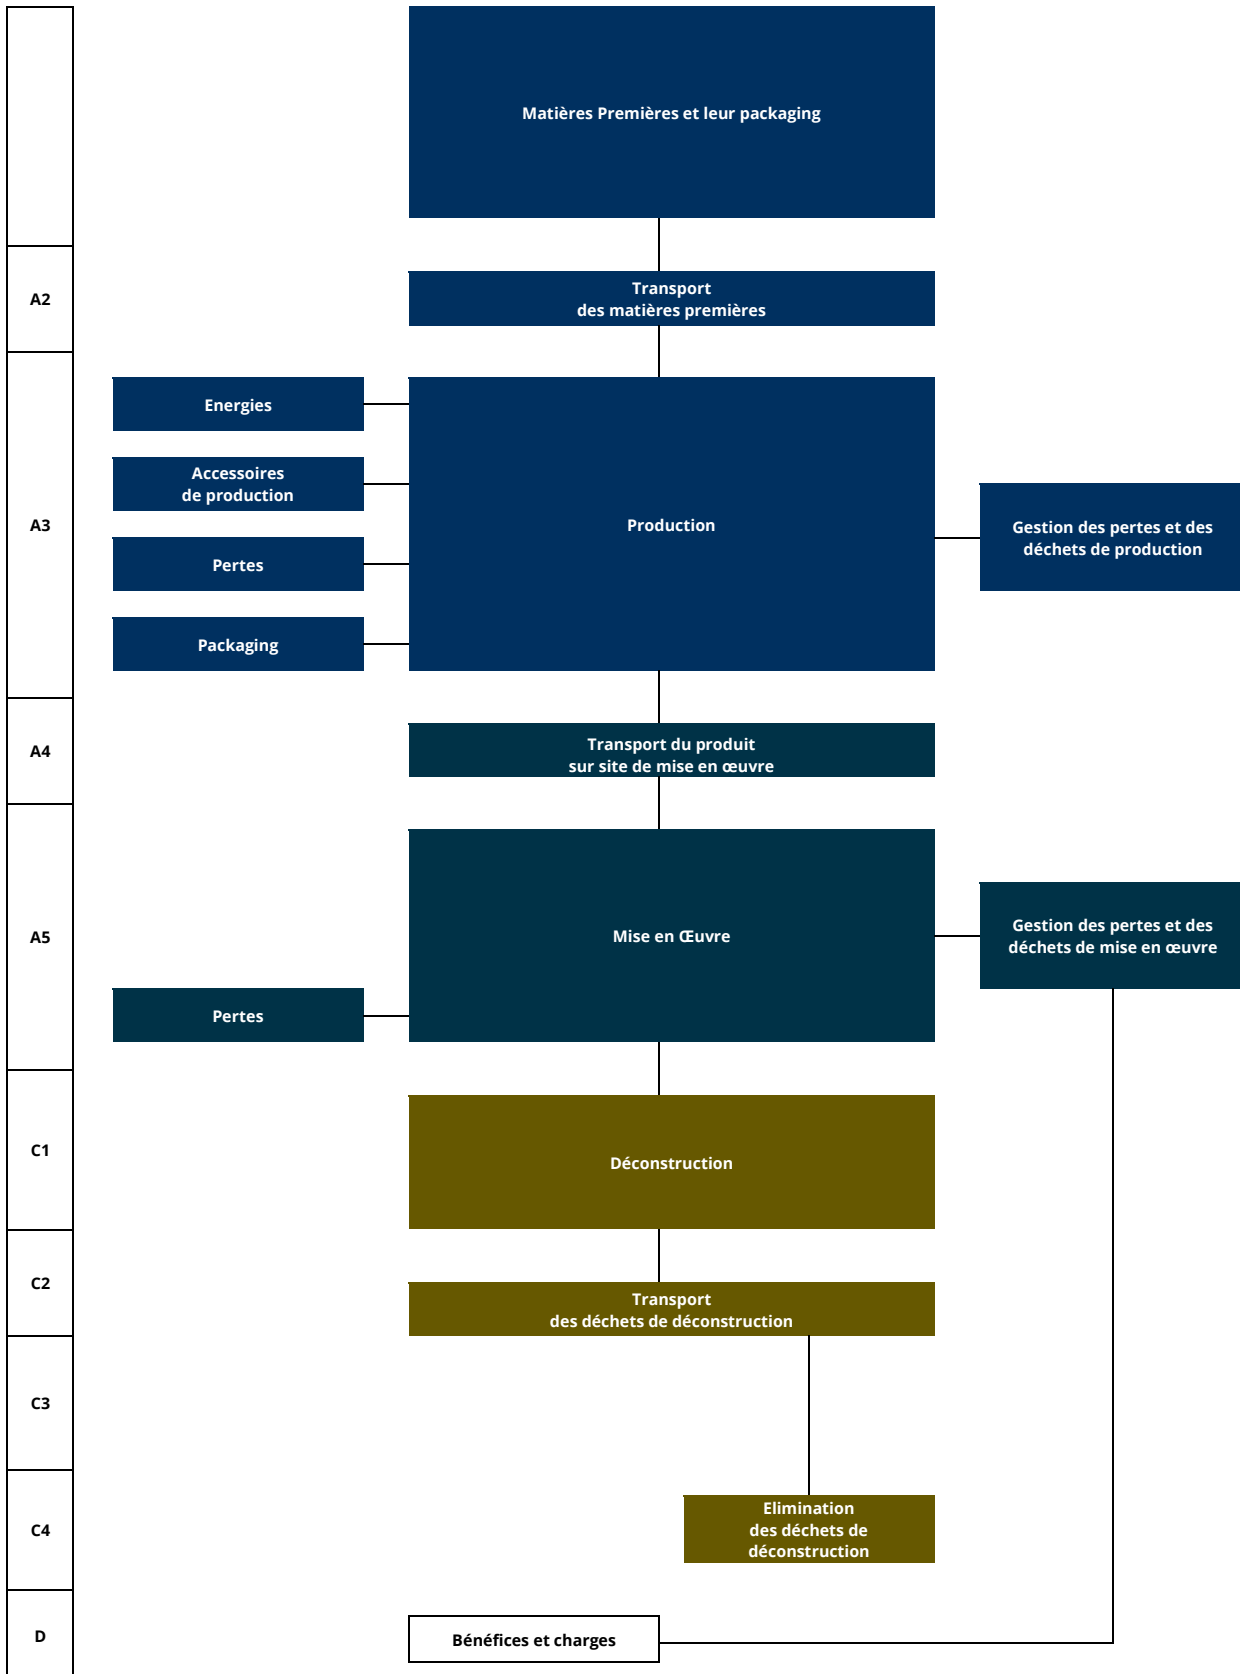 Matières Premières et leur packaging
A2
Transport
des matières premières
A3
Energies
Accessoires
de production
Pertes
Packaging
Production
Gestion des pertes et des
déchets de production
A4
Transport du produit
sur site de mise en œuvre
A5
Mise en Œuvre
Pertes
Gestion des pertes et des
déchets de mise en œuvre
C1
Déconstruction
C2
Transport
des déchets de déconstruction
C3
C4
Elimination
des déchets de
déconstruction
D
Bénéfices et charges